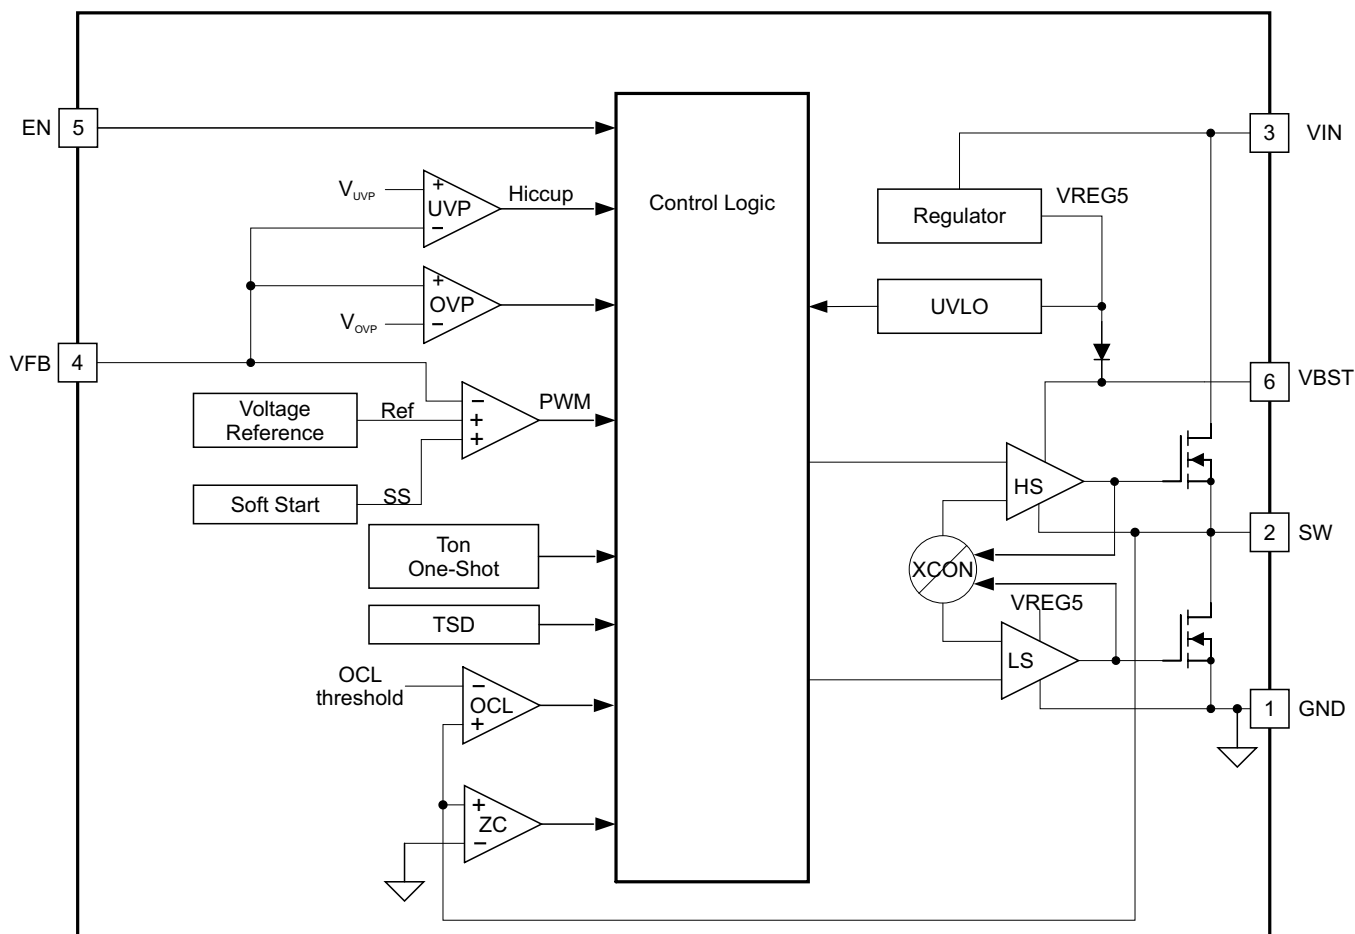 EN
5
3
VIN
V_UVP
+
UVP
−
Hiccup
Control Logic
Regulator
VREG5
+
OVP
−
V_OVP
UVLO
VFB
4
6
VBST
Voltage
Reference
Ref
−
+
+
PWM
Soft Start
SS
HS
2
SW
Ton
One-Shot
XCON
VREG5
TSD
LS
OCL
threshold
−
OCL
+
1
GND
+
ZC
−